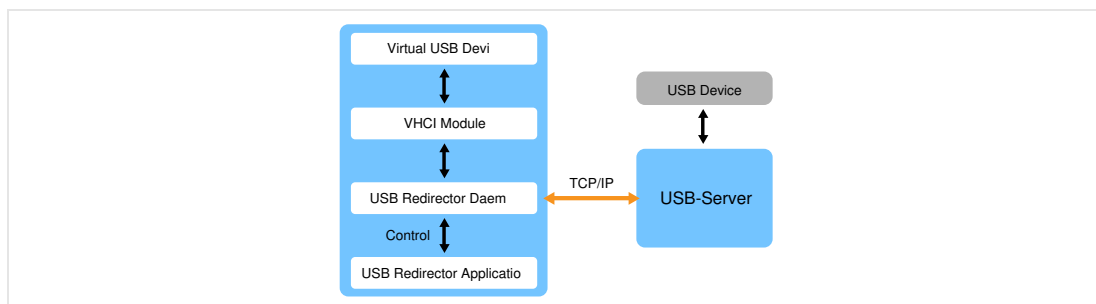 Virtual USB Devi
USB Device
VHCI Module
TCP/IP
USB Redirector Daem
USB-Server
Control
USB Redirector Applicatio